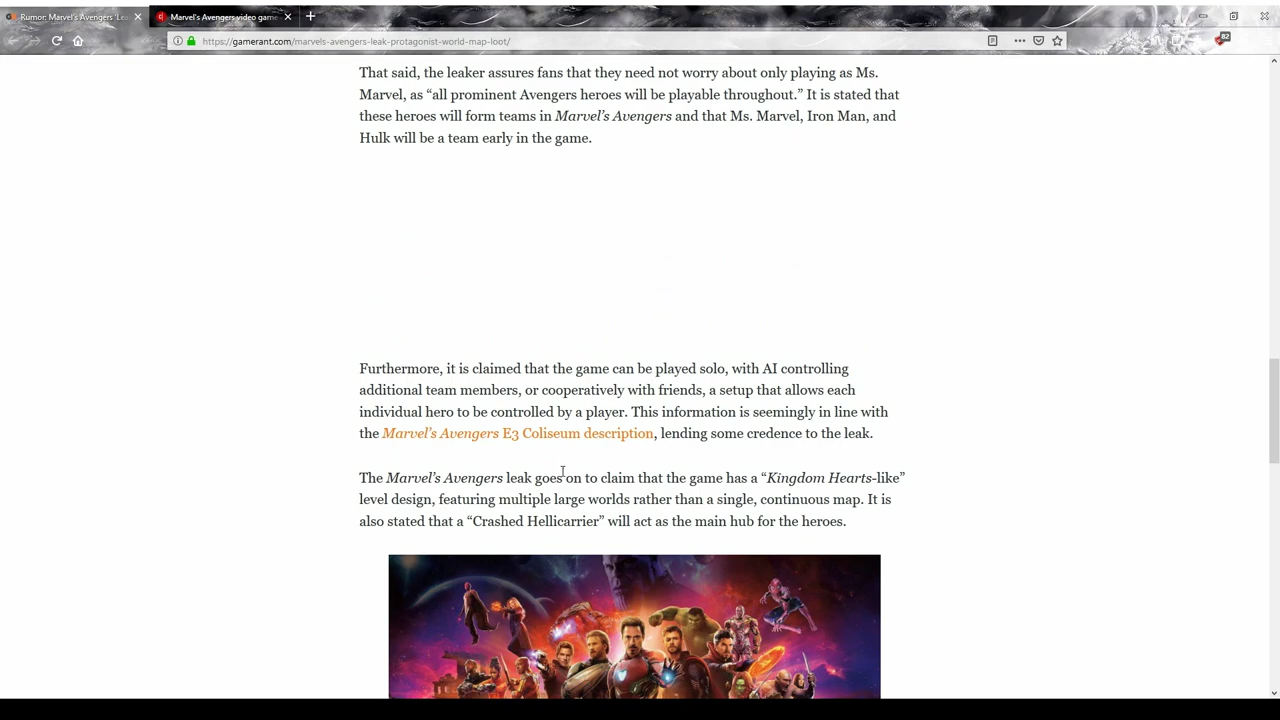 Rumor: Marvel's Avengers 'Leak
Marvel's Avengers video game
https://gamerant.com/marvels-avengers-leak-protagonist-world-map-loot/
82
That said, the leaker assures fans that they need not worry about only playing as Ms.
Marvel, as “all prominent Avengers heroes will be playable throughout.” It is stated that
these heroes will form teams in Marvel’s Avengers and that Ms. Marvel, Iron Man, and
Hulk will be a team early in the game.
Furthermore, it is claimed that the game can be played solo, with AI controlling
additional team members, or cooperatively with friends, a setup that allows each
individual hero to be controlled by a player. This information is seemingly in line with
the Marvel’s Avengers E3 Coliseum description, lending some credence to the leak.
The Marvel’s Avengers leak goes on to claim that the game has a “Kingdom Hearts-like”
level design, featuring multiple large worlds rather than a single, continuous map. It is
also stated that a “Crashed Hellicarrier” will act as the main hub for the heroes.